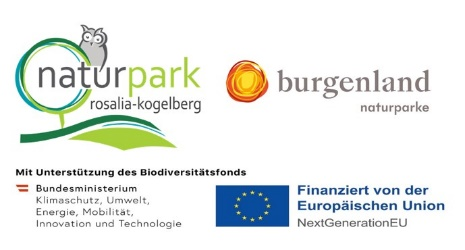 naturpark
rosalia-kogelberg
burgenland
naturparke
Mit Unterstützung des Biodiversitätsfonds
Bundesministerium
Klimaschutz, Umwelt,
Energie, Mobilität,
Innovation und Technologie
Finanziert von der
Europäischen Union
NextGenerationEU